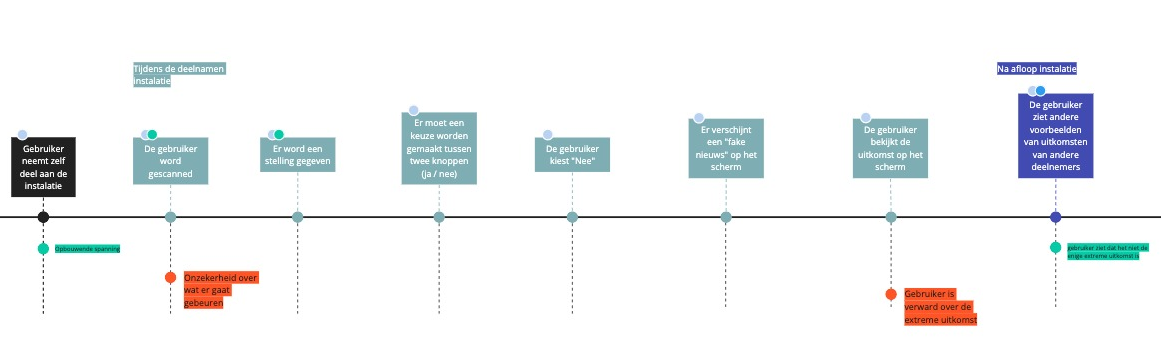 Tijdens de deelnamen
instalatie
Na afloop instalatie
Gebruiker
neemt zelf
deel aan de
instalatie
De gebruiker
word
gescanned
Er word een
stelling gegeven
Er moet een
keuze worden
gemaakt tussen
twee knoppen
(ja / nee)
De gebruiker
kiest "Nee"
Er verschijnt
een "fake
nieuws" op het
scherm
De gebruiker
bekijkt de
uitkomst op het
scherm
De gebruiker
ziet andere
voorbeelden
van uitkomsten
van andere
deelnemers
Opbouwende spanning
Onzekerheid over
wat er gaat
gebeuren
Gebruiker is
verward over de
extreme uitkomst
gebruiker ziet dat het niet de
enige extreme uitkomst is